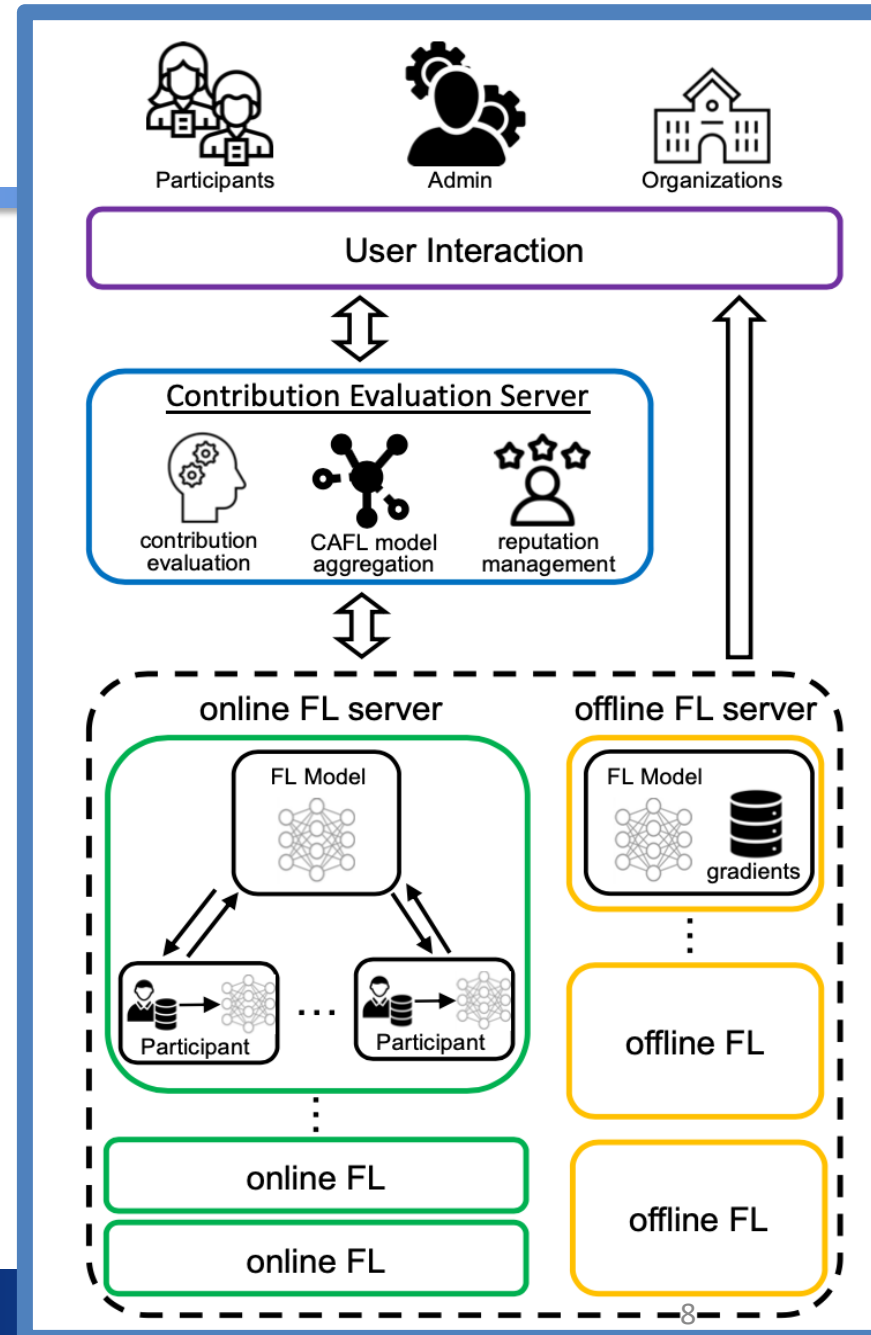 Participants
Admin
Organizations
User Interaction
Contribution Evaluation Server
contribution
evaluation
CAFL model
aggregation
reputation
management
online FL server
offline FL server
FL Model
FL Model
gradients
Participant
...
Participant
offline FL
online FL
offline FL
online FL
8